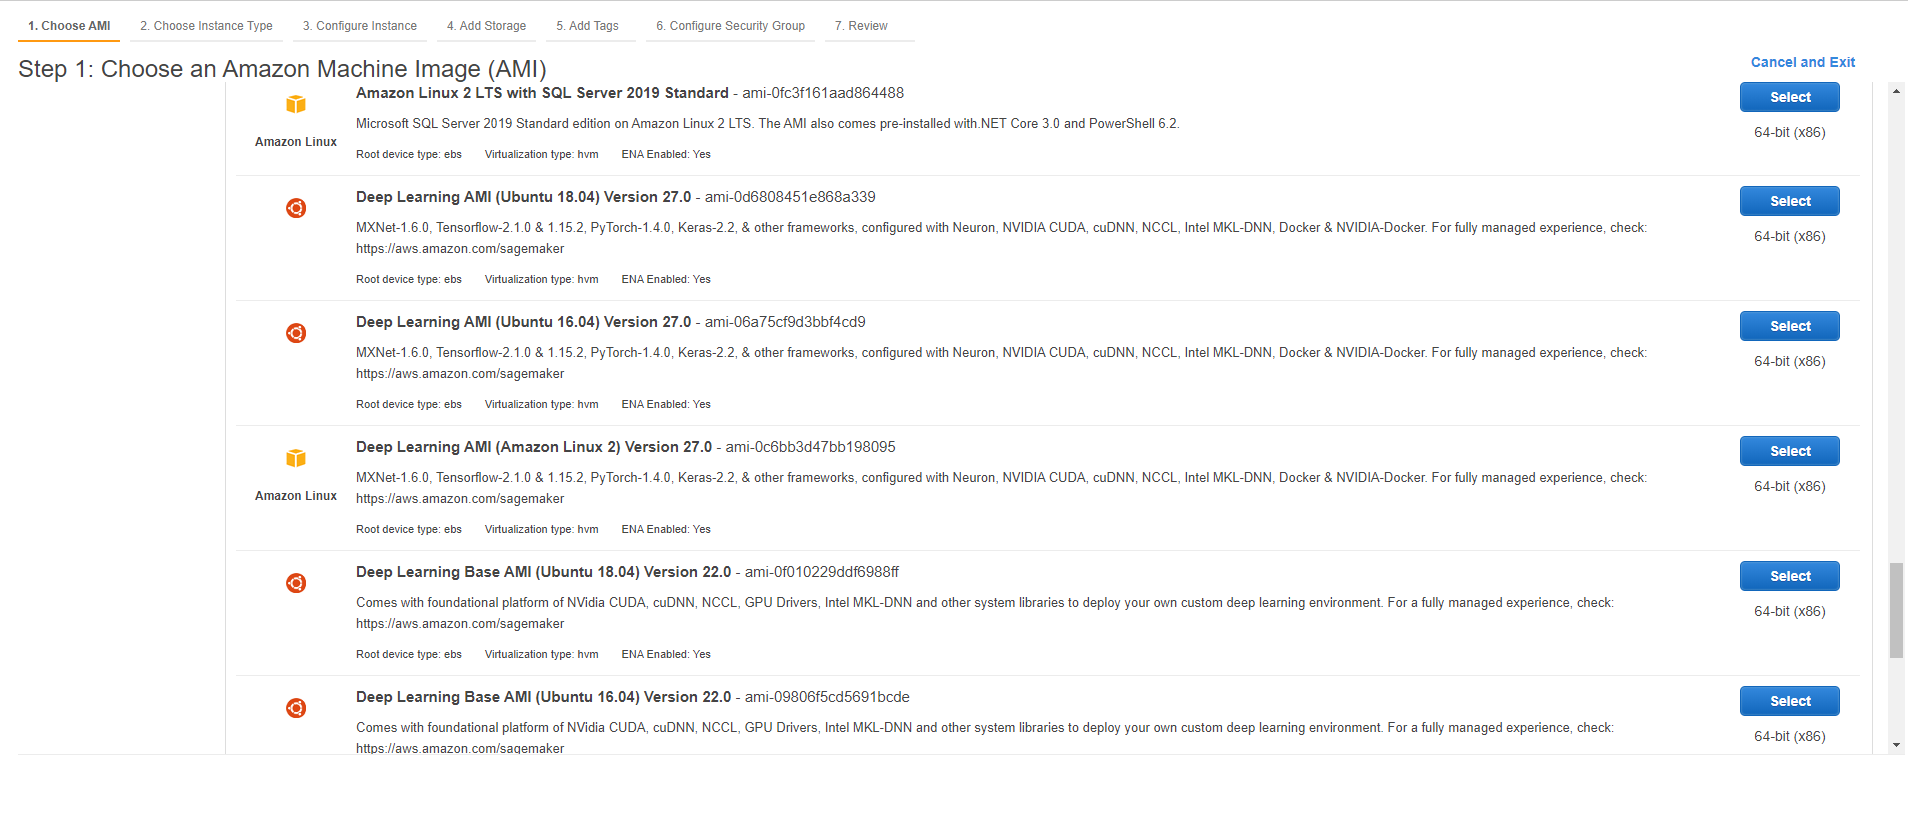 1. Choose AMI 2. Choose Instance Type 3. Configure Instance 4. Add Storage 5. Add Tags 6. Configure Security Group 7. Review
Step 1: Choose an Amazon Machine Image (AMI) Cancel and Exit
Amazon Linux
Amazon Linux 2 LTS with SQL Server 2019 Standard - ami-0fc3f161aad864488
Microsoft SQL Server 2019 Standard edition on Amazon Linux 2 LTS. The AMI also comes pre-installed with.NET Core 3.0 and PowerShell 6.2.
Root device type: ebs Virtualization type: hvm ENA Enabled: Yes
Select
64-bit (x86)
Deep Learning AMI (Ubuntu 18.04) Version 27.0 - ami-0d6808451e868a339
MXNet-1.6.0, Tensorflow-2.1.0 & 1.15.2, PyTorch-1.4.0, Keras-2.2, & other frameworks, configured with Neuron, NVIDIA CUDA, cuDNN, NCCL, Intel MKL-DNN, Docker & NVIDIA-Docker. For fully managed experience, check:
https://aws.amazon.com/sagemaker
Root device type: ebs Virtualization type: hvm ENA Enabled: Yes
Select
64-bit (x86)
Deep Learning AMI (Ubuntu 16.04) Version 27.0 - ami-06a75cf9d3bbf4cd9
MXNet-1.6.0, Tensorflow-2.1.0 & 1.15.2, PyTorch-1.4.0, Keras-2.2, & other frameworks, configured with Neuron, NVIDIA CUDA, cuDNN, NCCL, Intel MKL-DNN, Docker & NVIDIA-Docker. For fully managed experience, check:
https://aws.amazon.com/sagemaker
Root device type: ebs Virtualization type: hvm ENA Enabled: Yes
Select
64-bit (x86)
Amazon Linux
Deep Learning AMI (Amazon Linux 2) Version 27.0 - ami-0c6bb3d47bb198095
MXNet-1.6.0, Tensorflow-2.1.0 & 1.15.2, PyTorch-1.4.0, Keras-2.2, & other frameworks, configured with Neuron, NVIDIA CUDA, cuDNN, NCCL, Intel MKL-DNN, Docker & NVIDIA-Docker. For fully managed experience, check:
https://aws.amazon.com/sagemaker
Root device type: ebs Virtualization type: hvm ENA Enabled: Yes
Select
64-bit (x86)
Deep Learning Base AMI (Ubuntu 18.04) Version 22.0 - ami-0f010229ddf6988ff
Comes with foundational platform of NVidia CUDA, cuDNN, NCCL, GPU Drivers, Intel MKL-DNN and other system libraries to deploy your own custom deep learning environment. For a fully managed experience, check:
https://aws.amazon.com/sagemaker
Root device type: ebs Virtualization type: hvm ENA Enabled: Yes
Select
64-bit (x86)
Deep Learning Base AMI (Ubuntu 16.04) Version 22.0 - ami-09806f5cd5691bcde
Comes with foundational platform of NVidia CUDA, cuDNN, NCCL, GPU Drivers, Intel MKL-DNN and other system libraries to deploy your own custom deep learning environment. For a fully managed experience, check:
https://aws.amazon.com/sagemaker
Select
64-bit (x86)